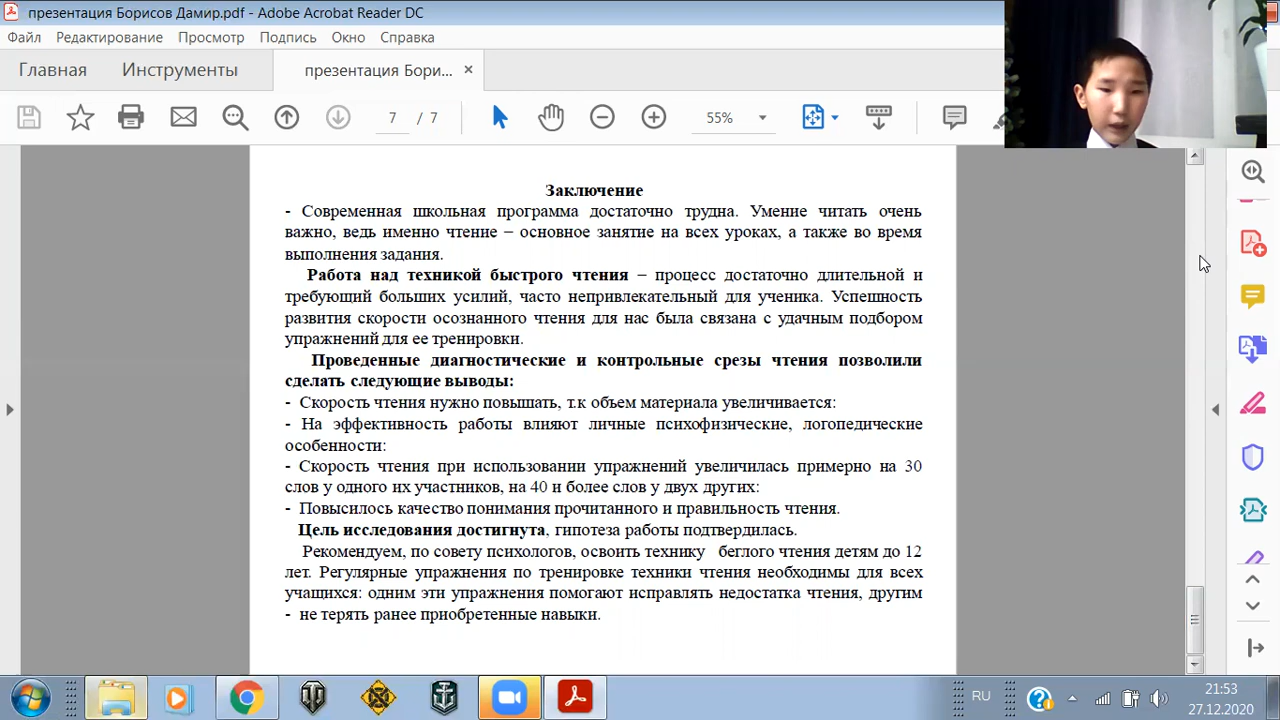 презентация Борисов Дамир.pdf - Adobe Acrobat Reader DC
Файл Редактирование Просмотр Подпись Окно Справка
Главная Инструменты презентация Бори... ×
7 / 7 55%
Заключение
- Современная школьная программа достаточно трудна. Умение читать очень
важно, ведь именно чтение – основное занятие на всех уроках, а также во время
выполнения задания.
Работа над техникой быстрого чтения – процесс достаточно длительной и
требующий больших усилий, часто непривлекательный для ученика. Успешность
развития скорости осознанного чтения для нас была связана с удачным подбором
упражнений для ее тренировки.
Проведенные диагностические и контрольные срезы чтения позволили
сделать следующие выводы:
- Скорость чтения нужно повышать, т.к объем материала увеличивается:
- На эффективность работы влияют личные психофизические, логопедические
особенности:
- Скорость чтения при использовании упражнений увеличилась примерно на 30
слов у одного их участников, на 40 и более слов у двух других:
- Повысилось качество понимания прочитанного и правильность чтения.
Цель исследования достигнута, гипотеза работы подтвердилась.
Рекомендуем, по совету психологов, освоить технику беглого чтения детям до 12
лет. Регулярные упражнения по тренировке техники чтения необходимы для всех
учащихся: одним эти упражнения помогают исправлять недостатка чтения, другим
- не терять ранее приобретенные навыки.
RU
21:53
27.12.2020